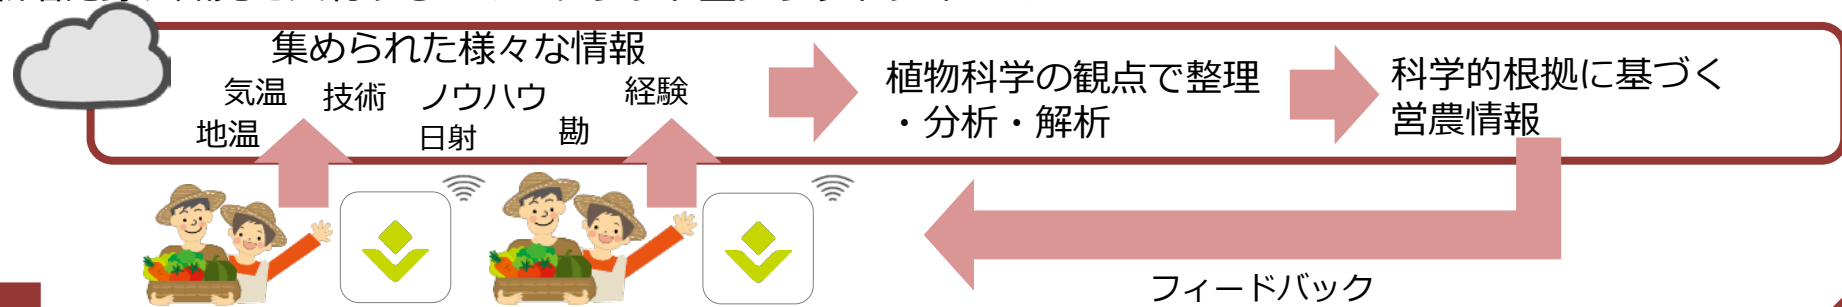 集められた様々な情報
気温 技術 ノウハウ 経験
地温 日射 勘
植物科学の観点で整理
・分析・解析
科学的根拠に基づく
営農情報
フィードバック